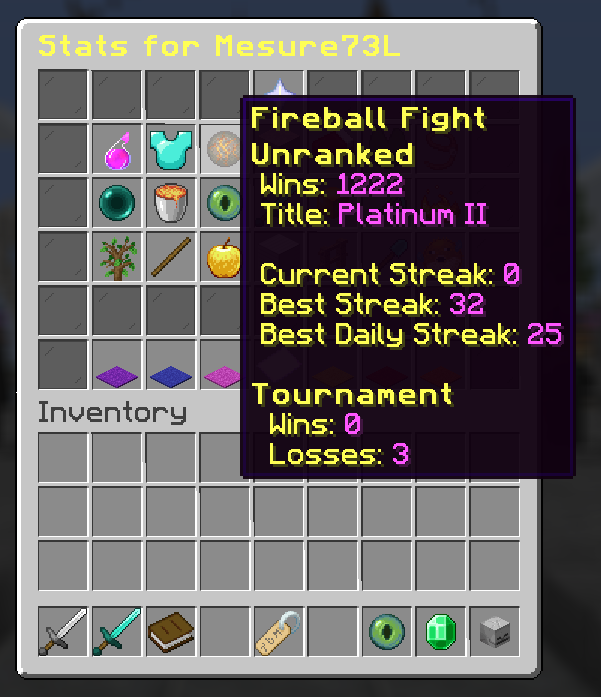 Stats for Mesure73L
Fireball Fight
Unranked
Wins: 1222
Title: Platinum II
Current Streak: 0
Best Streak: 32
Best Daily Streak: 25
Tournament
Wins: 0
Losses: 3
Inventory